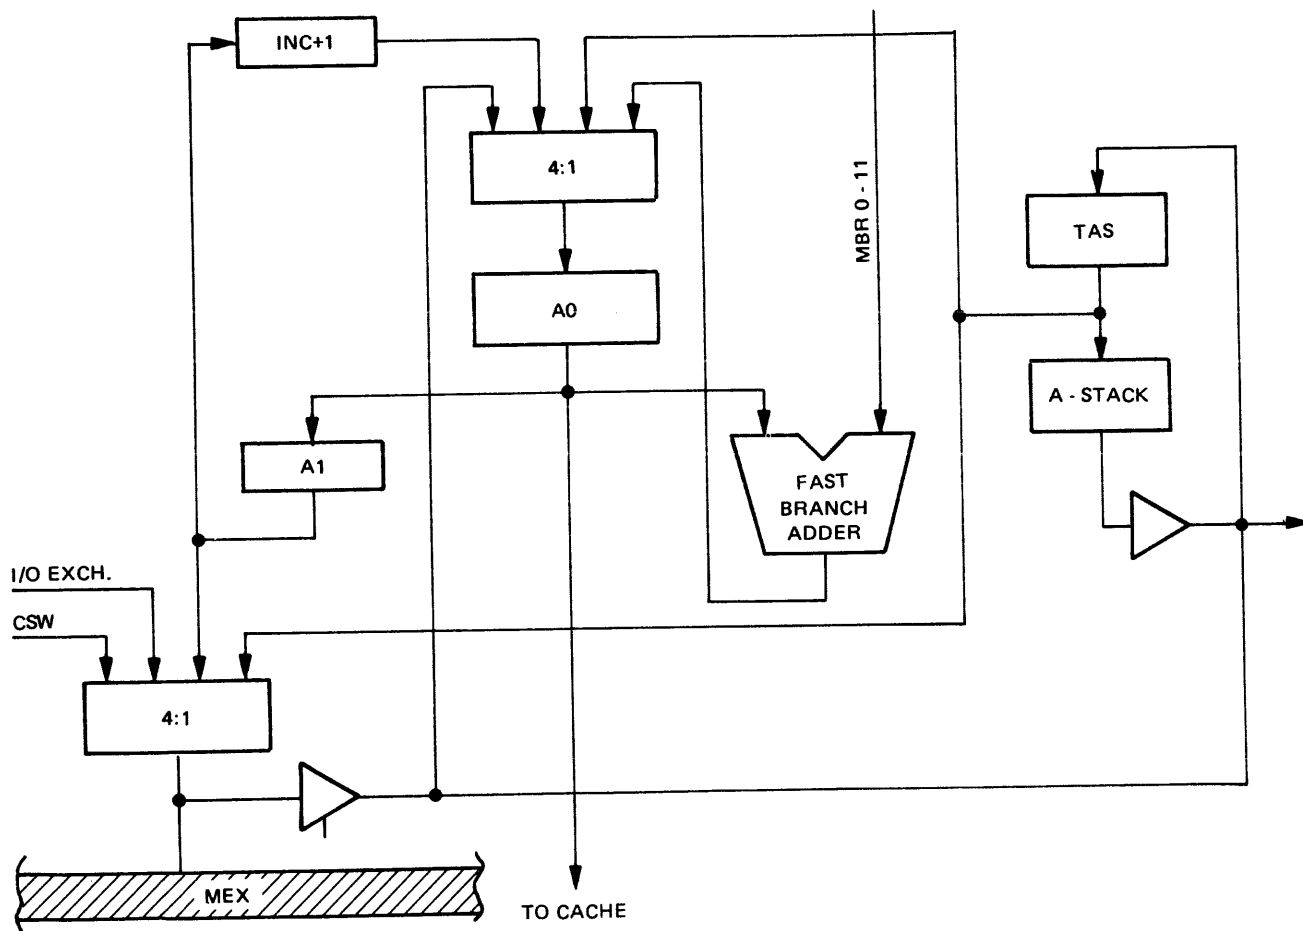 INC+1
4:1
MBR 0 - 11
TAS
A0
A - STACK
A1
FAST
BRANCH
ADDER
I/O EXCH.
CSW
4:1
MEX
TO CACHE